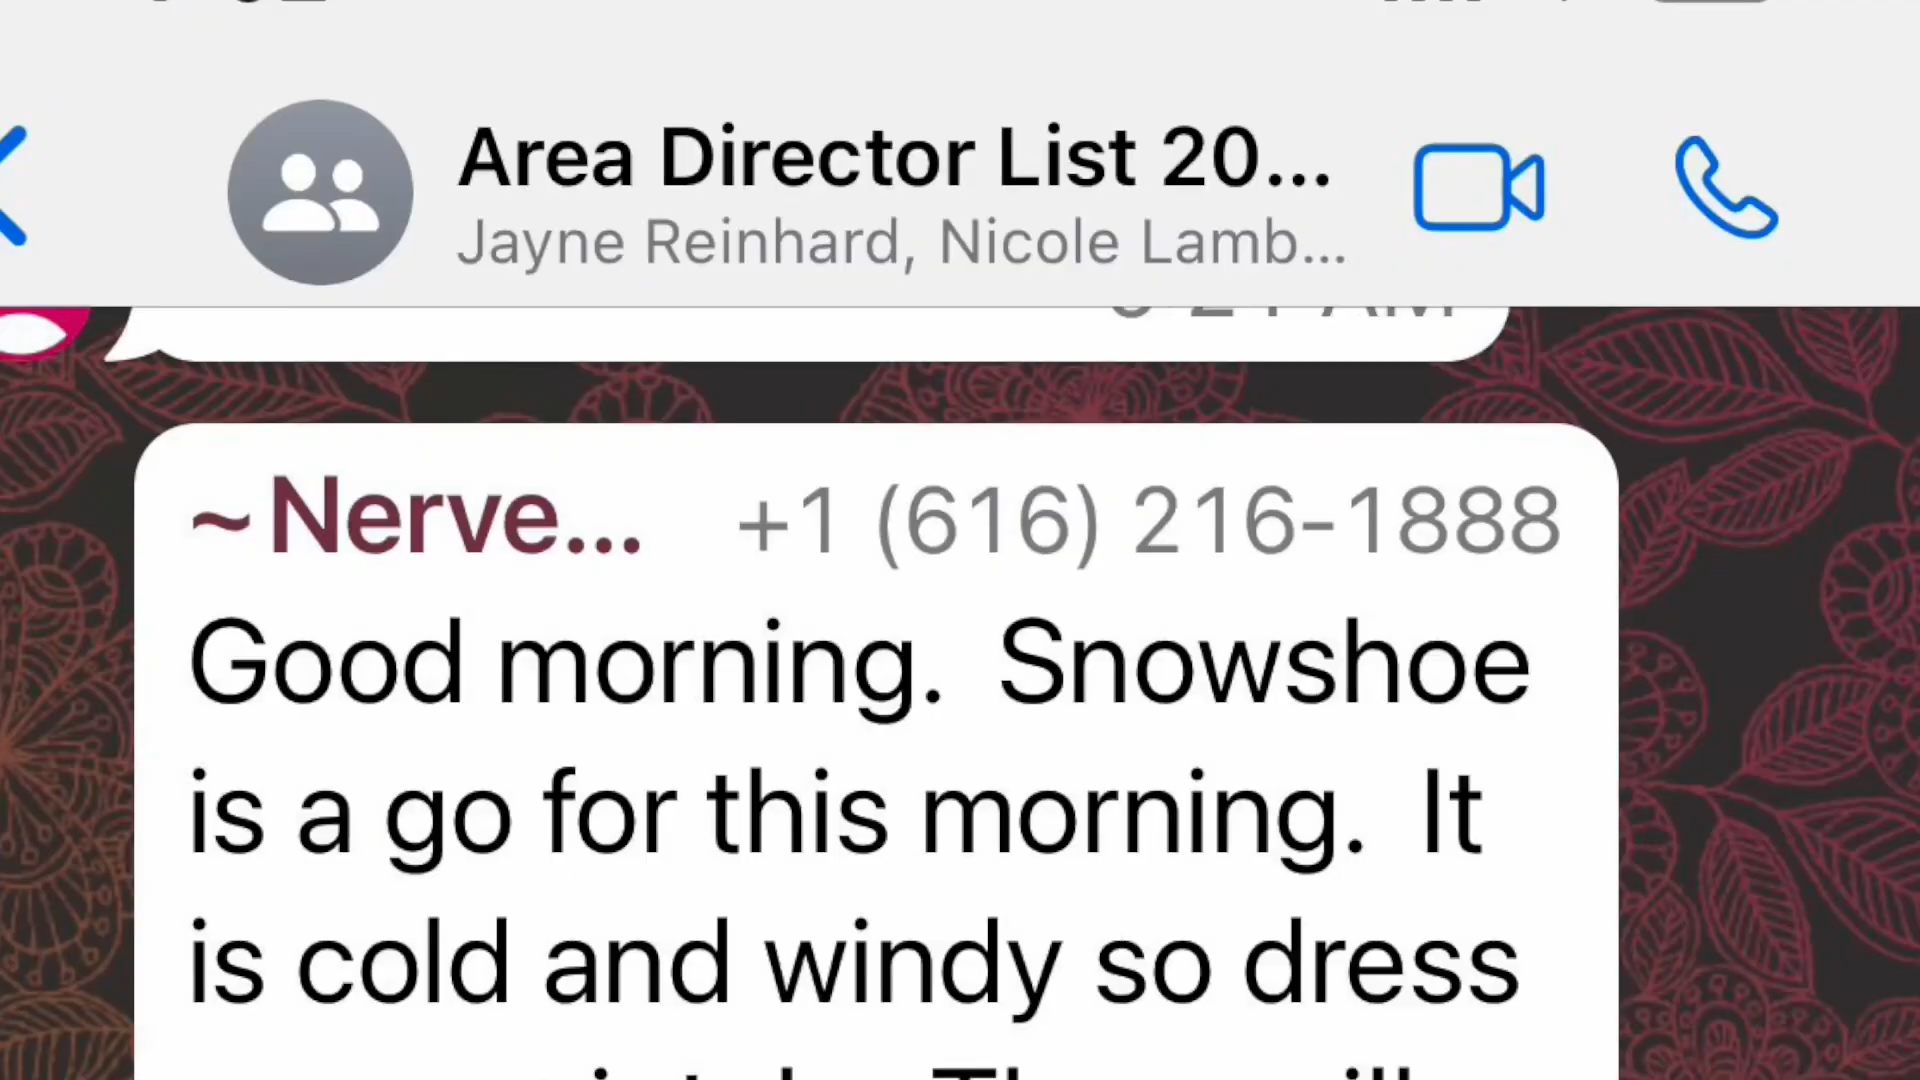 Area Director List 20...
Jayne Reinhard, Nicole Lamb...
~Nerve... +1 (616) 216-1888
Good morning.  Snowshoe
is a go for this morning.  It
is cold and windy so dress